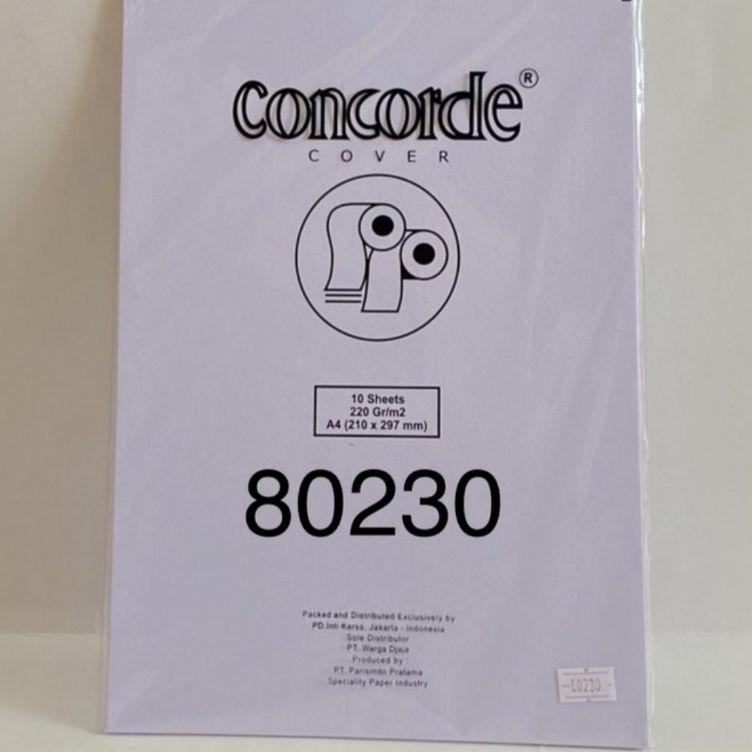 concorde®
COVER
10 Sheets
220 Gr/m2
A4 (210 x 297 mm)
80230
Packed and Distributed Exclusively by
PD.Inti Karsa, Jakarta - Indonesia
Sole Distributor
PT. Warga Djaja
Produced by
PT. Parisindo Pratama
Speciality Paper Industry
-80230-